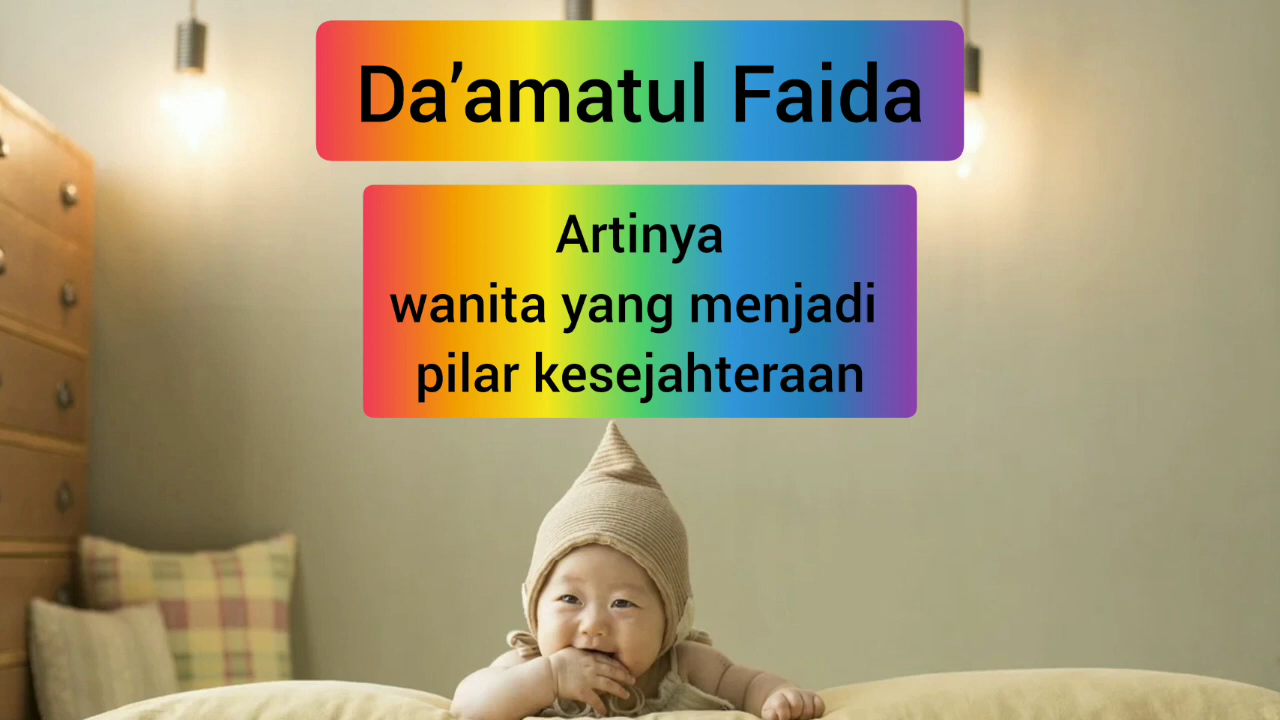 Da’amatul Faida
Artinya
wanita yang menjadi
pilar kesejahteraan